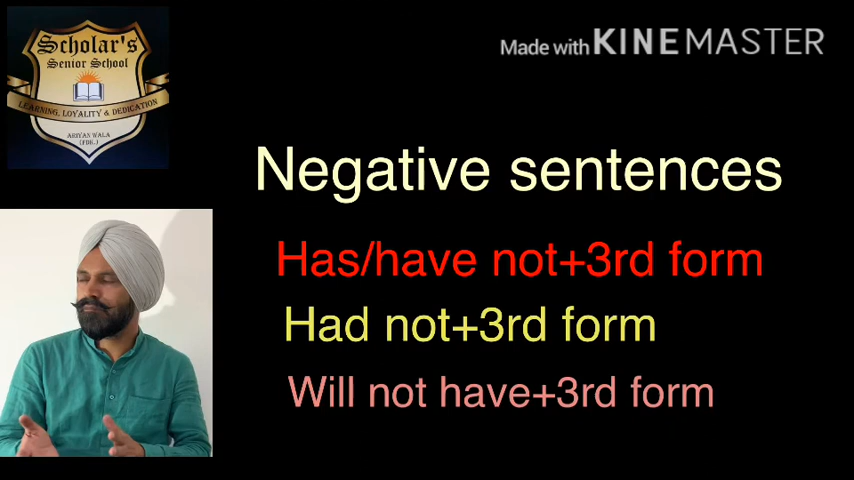 Scholar's
Senior School
LEARNING, LOYALITY & DEDICATION
ARIYAN WALA
(FDK.)
Made with KINEMASTER
Negative sentences
Has/have not+3rd form
Had not+3rd form
Will not have+3rd form